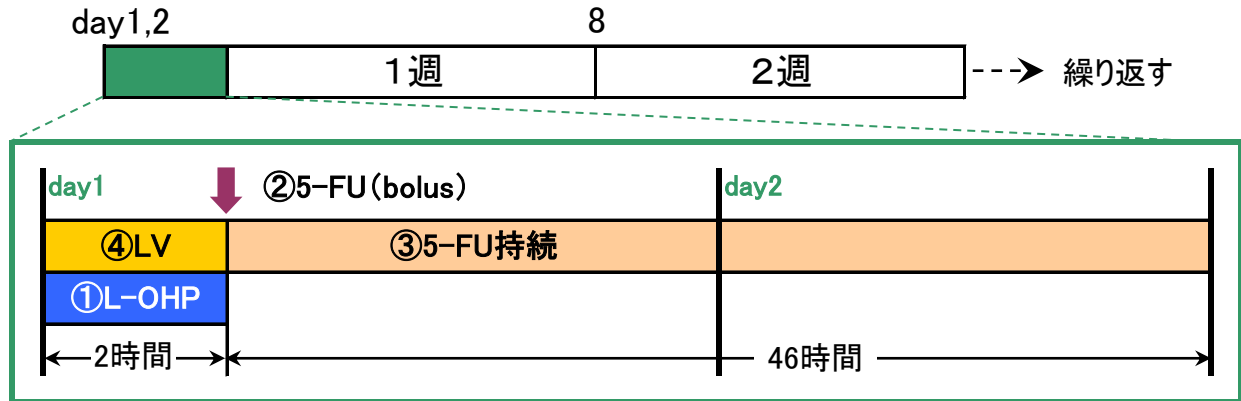 day1,2
8
1週
2週
繰り返す
day1
②5-FU(bolus)
day2
④LV
③5-FU持続
①L-OHP
2時間
46時間